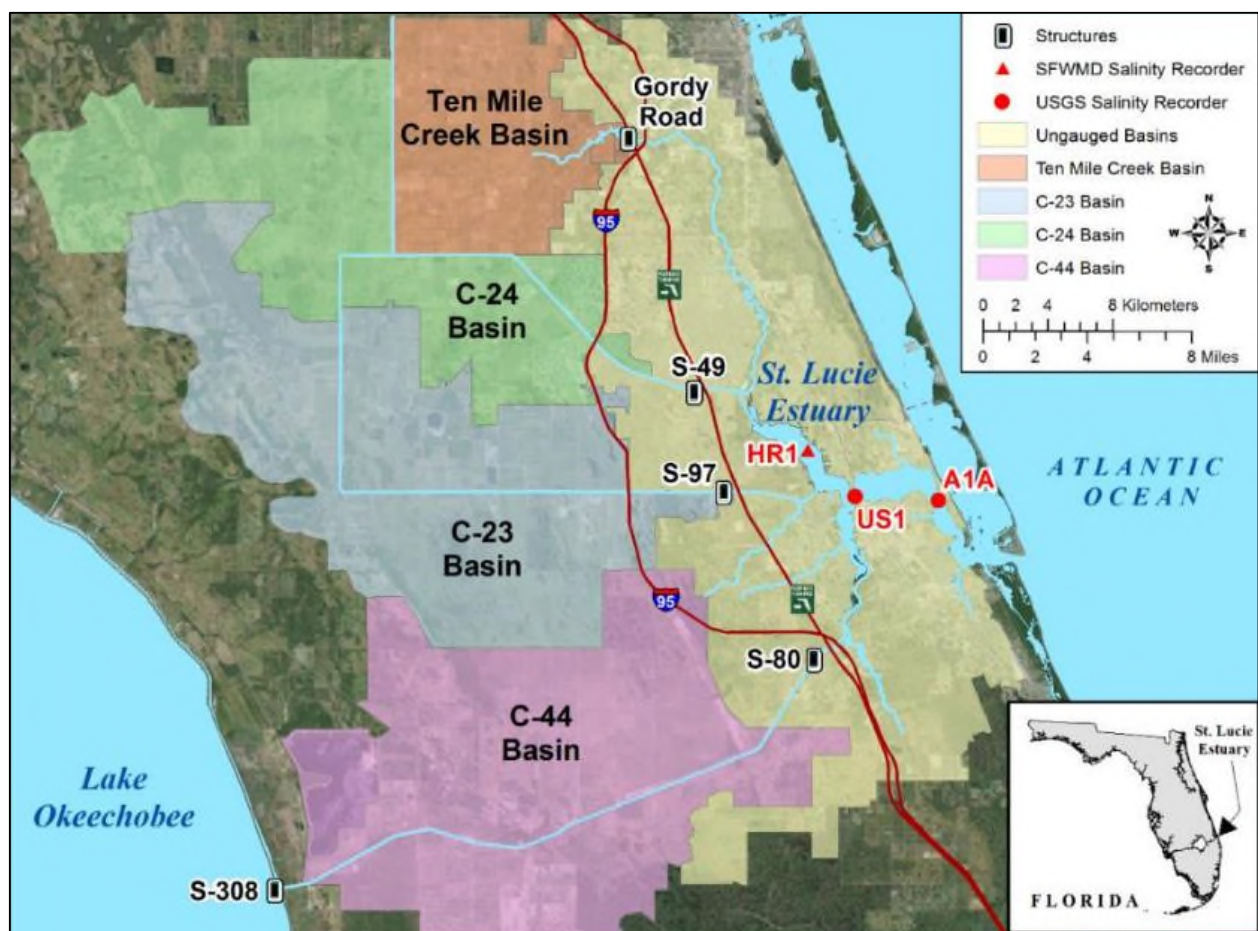 Structures
SFWMD Salinity Recorder
USGS Salinity Recorder
Ungauged Basins
Ten Mile Creek Basin
C-23 Basin
C-24 Basin
C-44 Basin
N
W
E
S
0 2 4 8 Kilometers
0 2 4 8 Miles
Ten Mile
Creek Basin
Gordy
Road
95
C-24
Basin
S-49
St. Lucie
Estuary
HR1
S-97
A1A
US1
ATLANTIC
OCEAN
C-23
Basin
95
S-80
C-44
Basin
Lake
Okeechobee
S-308
St. Lucie
Estuary
FLORIDA